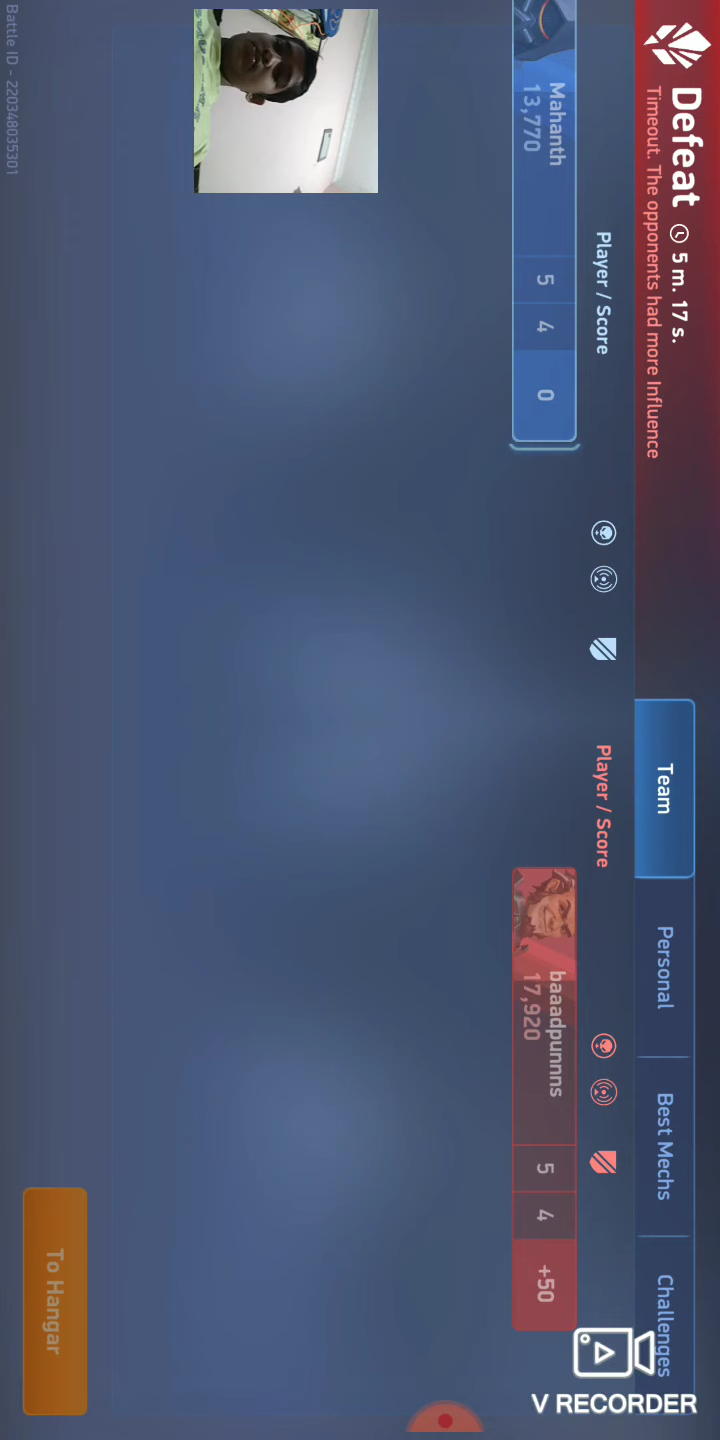 Defeat 5 m. 17 s.
Timeout. The opponents had more Influence
Team
Personal
Best Mechs
Challenges
Player / Score
Player / Score
Mahanth
13,770
5
4
0
baaadpunnns
17,920
5
4
+50
Battle ID - 220348035301
To Hangar
V RECORDER